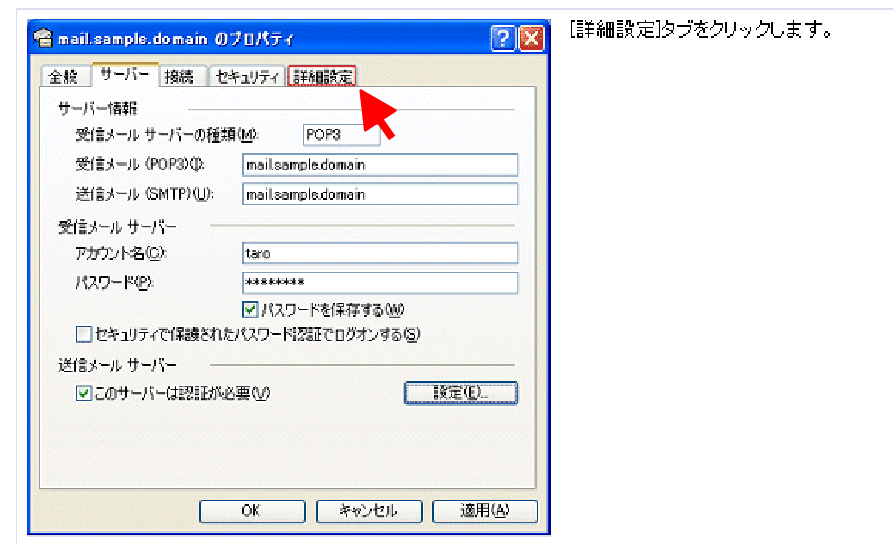 mail.sample.domain のプロパティ
[詳細設定]タブをクリックします。
全般 サーバー 接続 セキュリティ 詳細設定
サーバー情報
受信メール サーバーの種類(M): POP3
受信メール (POP3)(I): mail.sample.domain
送信メール (SMTP)(U): mail.sample.domain
受信メール サーバー
アカウント名(C): taro
パスワード(P): ********
パスワードを保存する(W)
セキュリティで保護されたパスワード認証でログオンする(S)
送信メール サーバー
このサーバーは認証が必要(V) 設定(E)...
OK キャンセル 適用(A)